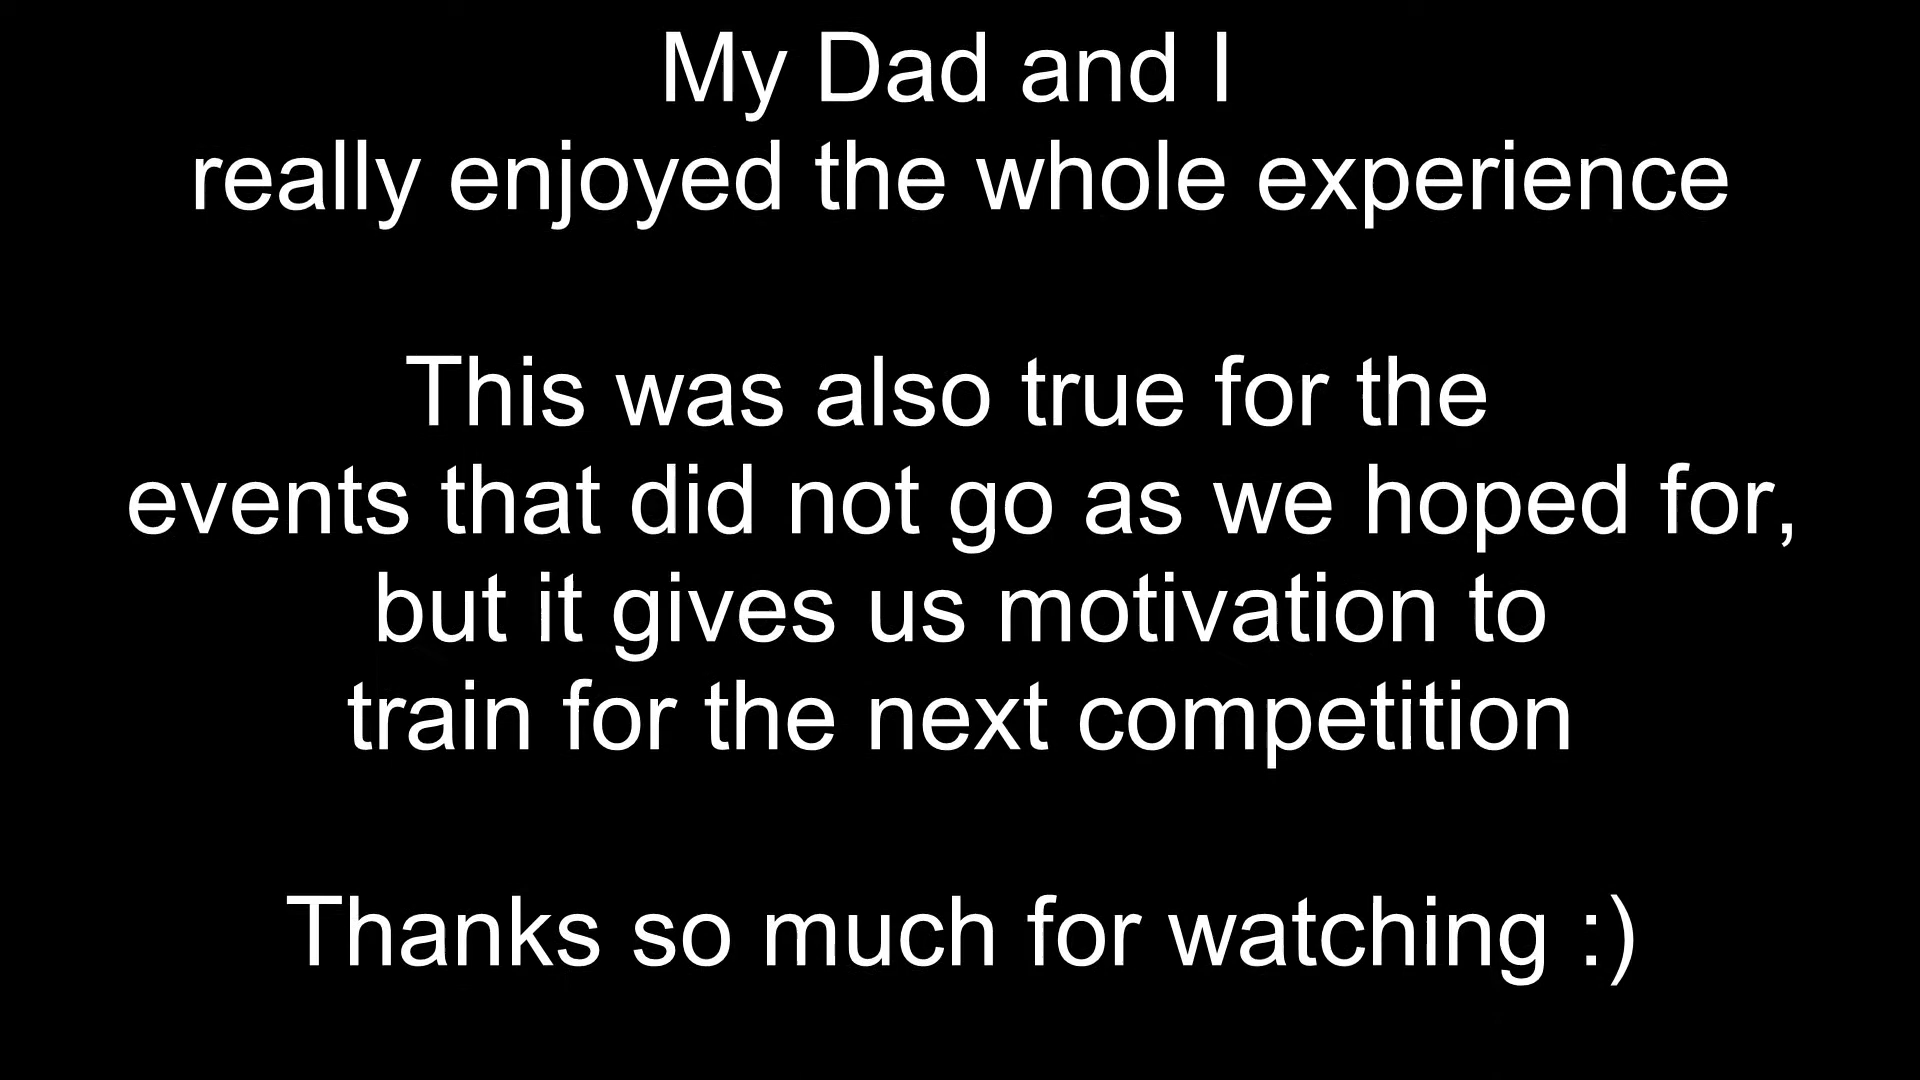 My Dad and I
really enjoyed the whole experience
This was also true for the
events that did not go as we hoped for,
but it gives us motivation to
train for the next competition
Thanks so much for watching :)